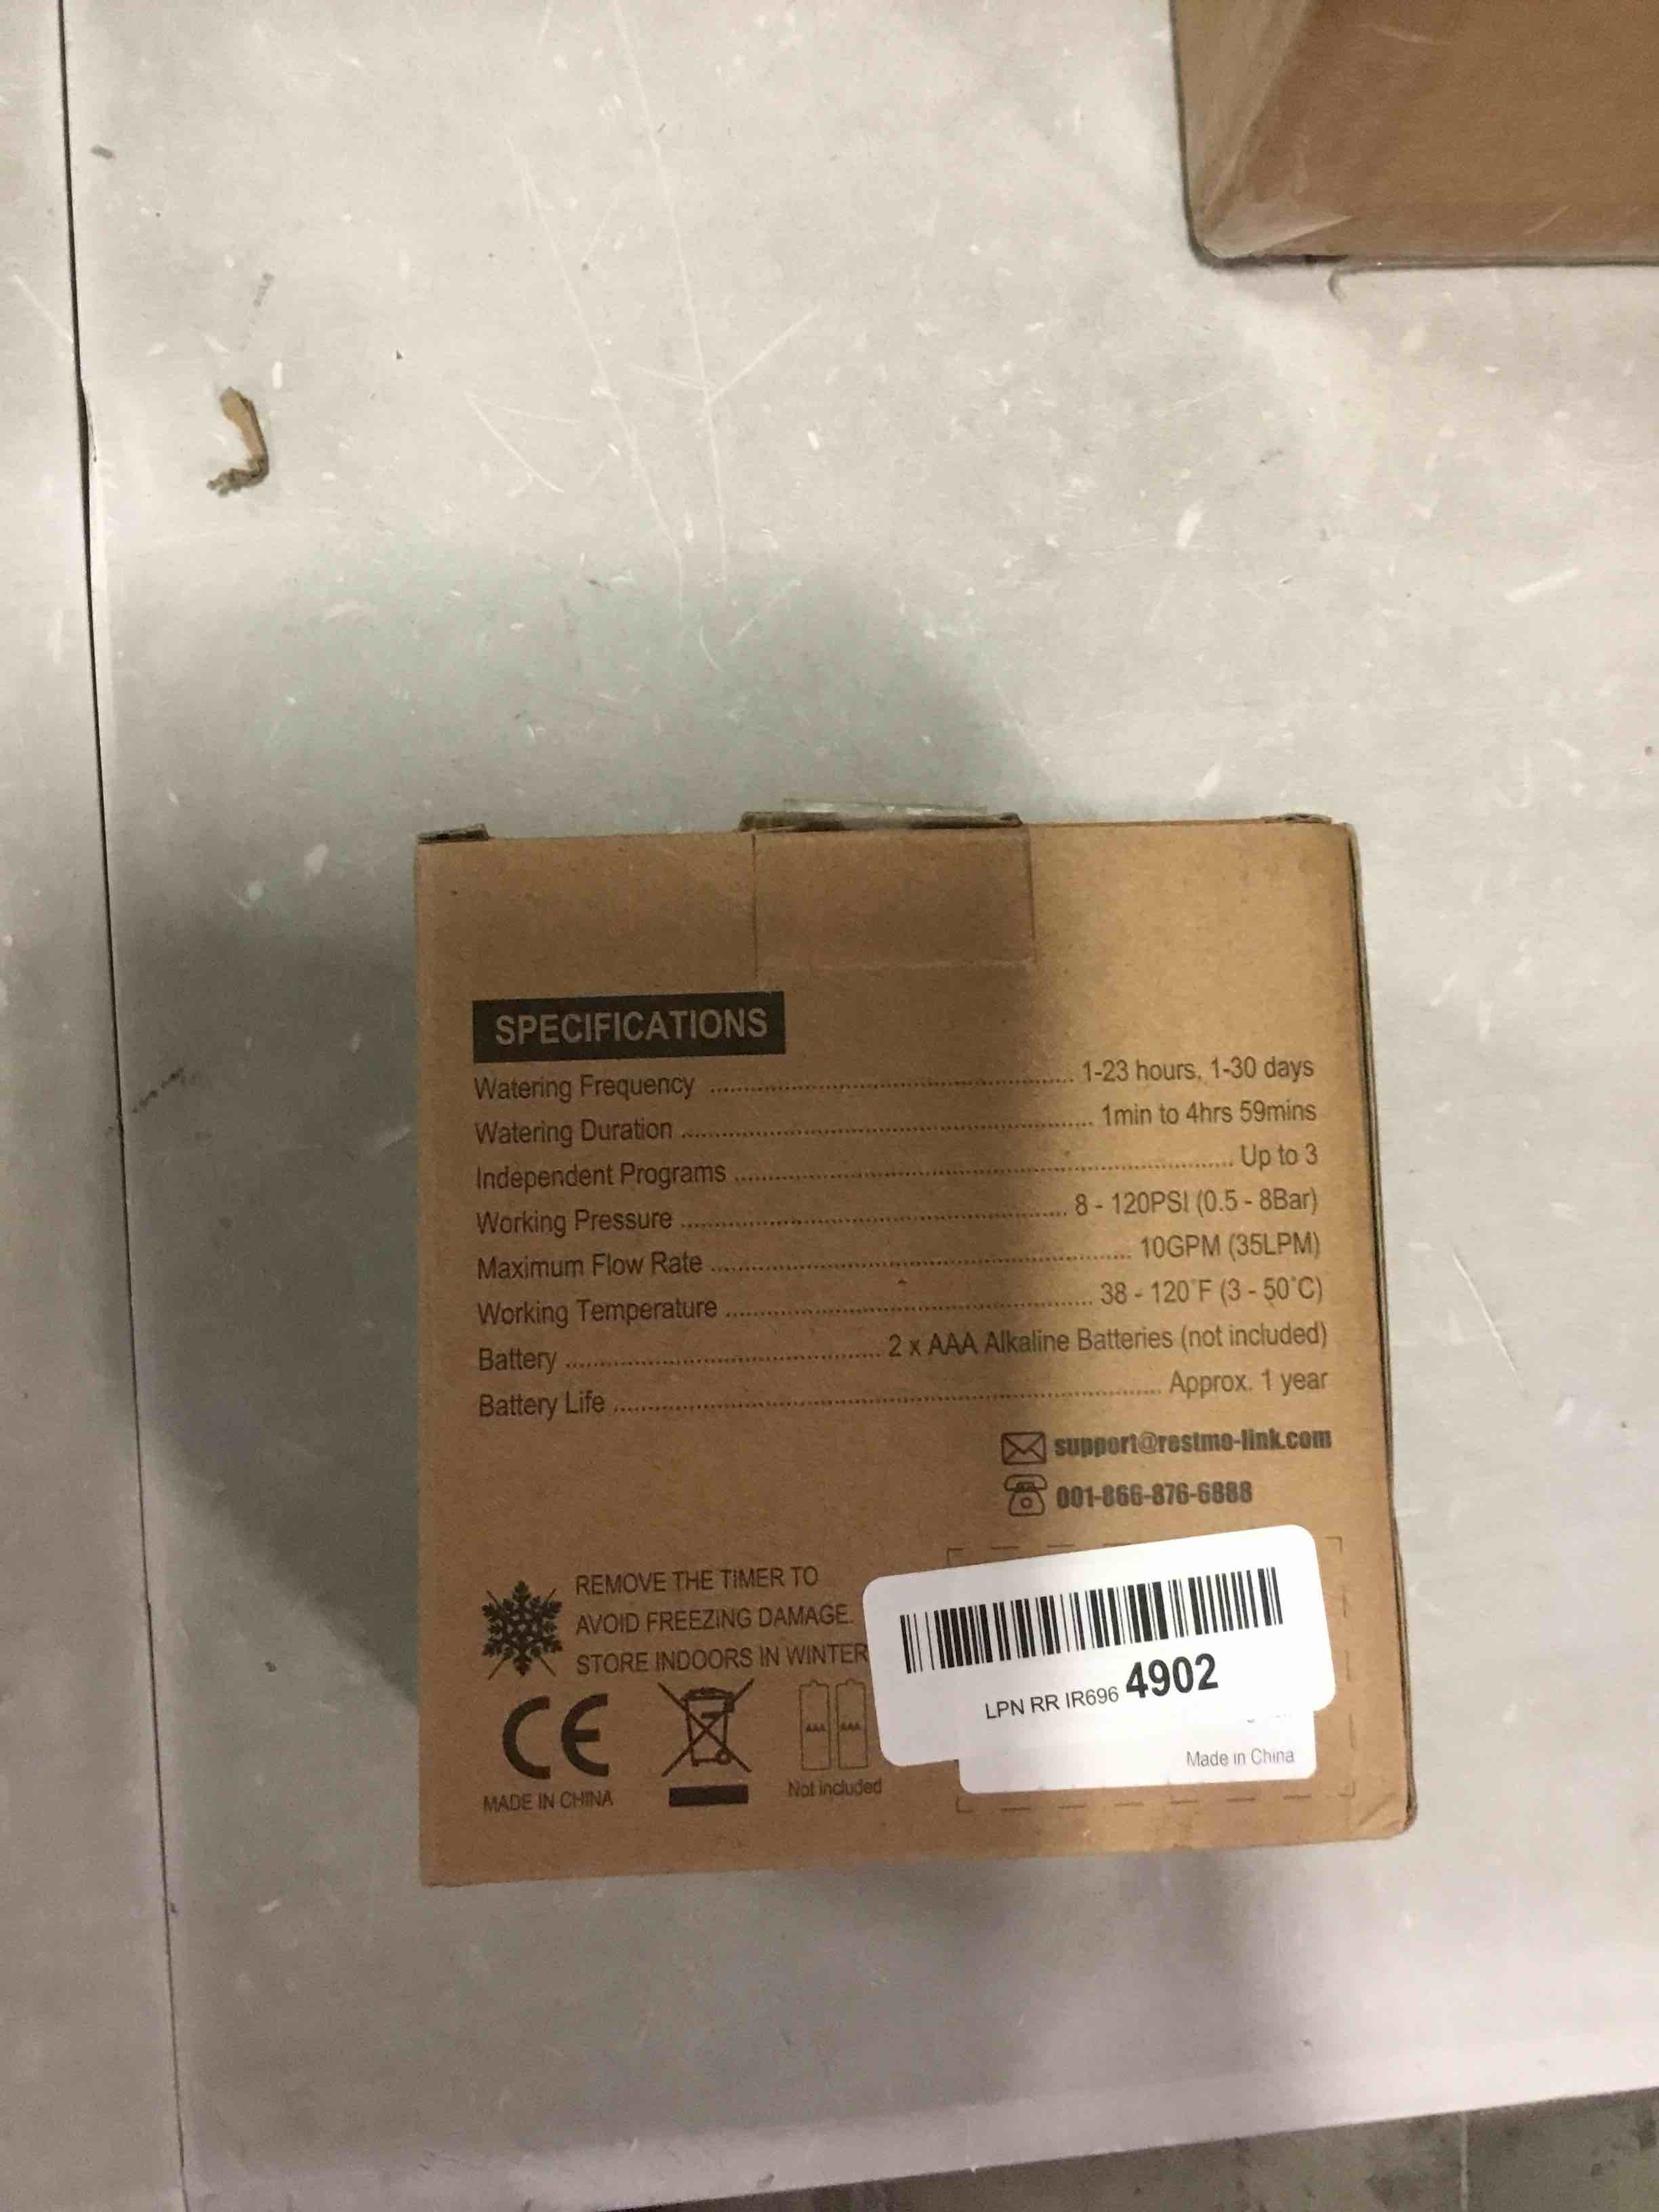 SPECIFICATIONS
Watering Frequency ........ 1-23 hours, 1-30 days
Watering Duration ........ 1min to 4hrs 59mins
Independent Programs ........ Up to 3
Working Pressure ........ 8 - 120PSI (0.5 - 8Bar)
Maximum Flow Rate ........ 10GPM (35LPM)
Working Temperature ........ 38 - 120°F (3 - 50°C)
Battery ........ 2 x AAA Alkaline Batteries (not included)
Battery Life ........ Approx. 1 year
support@restmo-link.com
001-866-876-6888
REMOVE THE TIMER TO
AVOID FREEZING DAMAGE.
STORE INDOORS IN WINTER
CE
MADE IN CHINA
AAA AAA
Not included
LPN RR IR696 4902
Made in China